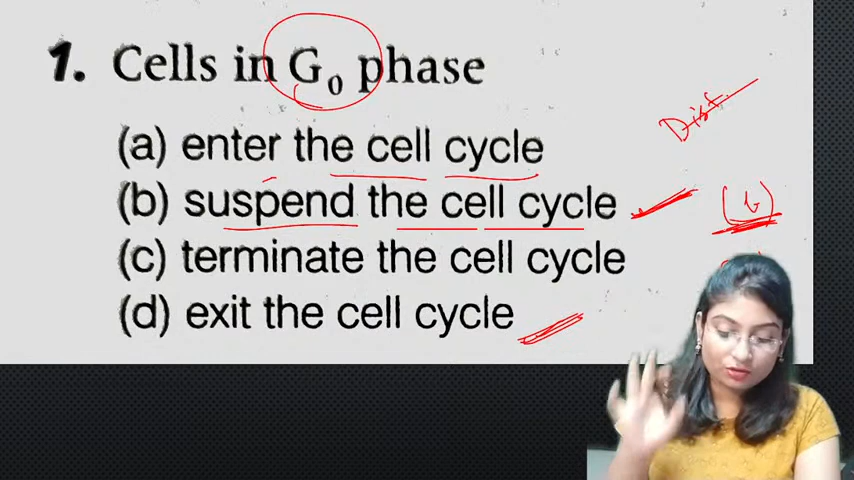 1. Cells in G₀ phase
(a) enter the cell cycle
(b) suspend the cell cycle
(c) terminate the cell cycle
(d) exit the cell cycle
Dist.
(b)